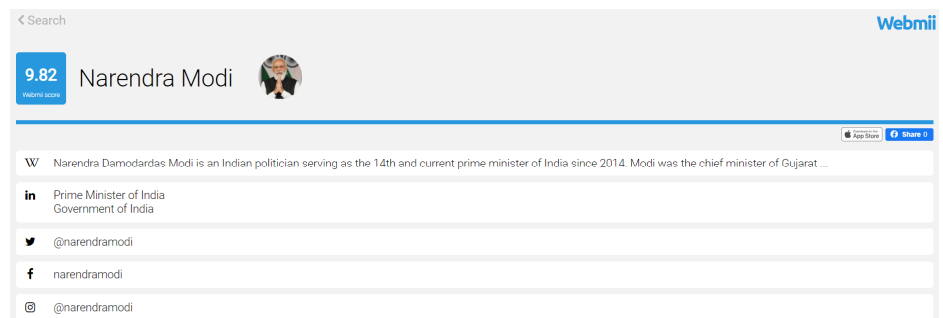 Search
Webmii
9.82
Webmii score
Narendra Modi
App Store
Share 0
W Narendra Damodardas Modi is an Indian politician serving as the 14th and current prime minister of India since 2014. Modi was the chief minister of Gujarat ...
in Prime Minister of India
Government of India
@narendramodi
f narendramodi
@narendramodi